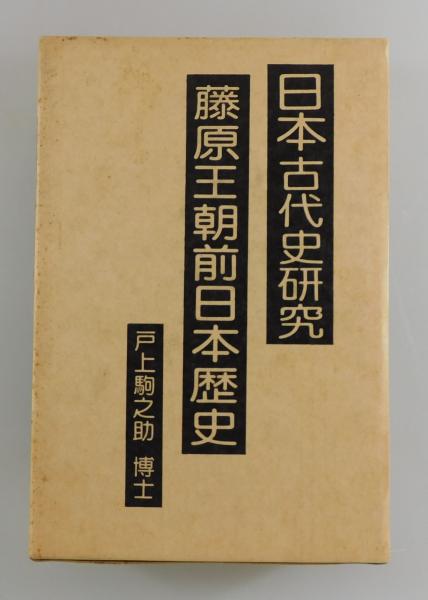 日本古代史研究
藤原王朝前日本歴史
戸上駒之助 博士